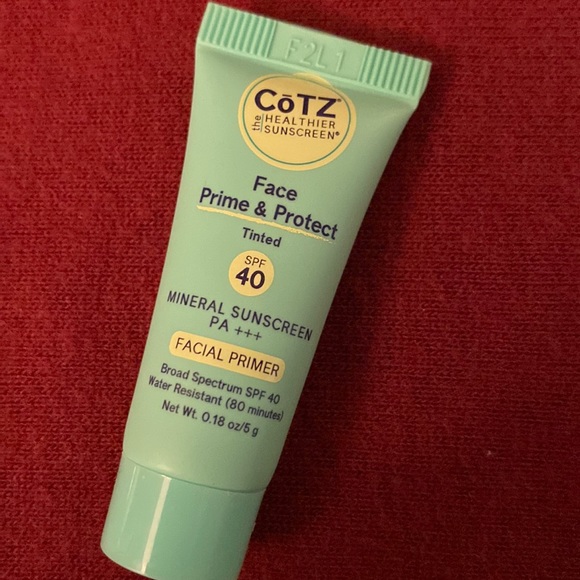 F2L1
CōTZ®
the HEALTHIER
SUNSCREEN®
Face
Prime & Protect
Tinted
SPF
40
MINERAL SUNSCREEN
PA +++
FACIAL PRIMER
Broad Spectrum SPF 40
Water Resistant (80 minutes)
Net Wt. 0.18 oz/5 g